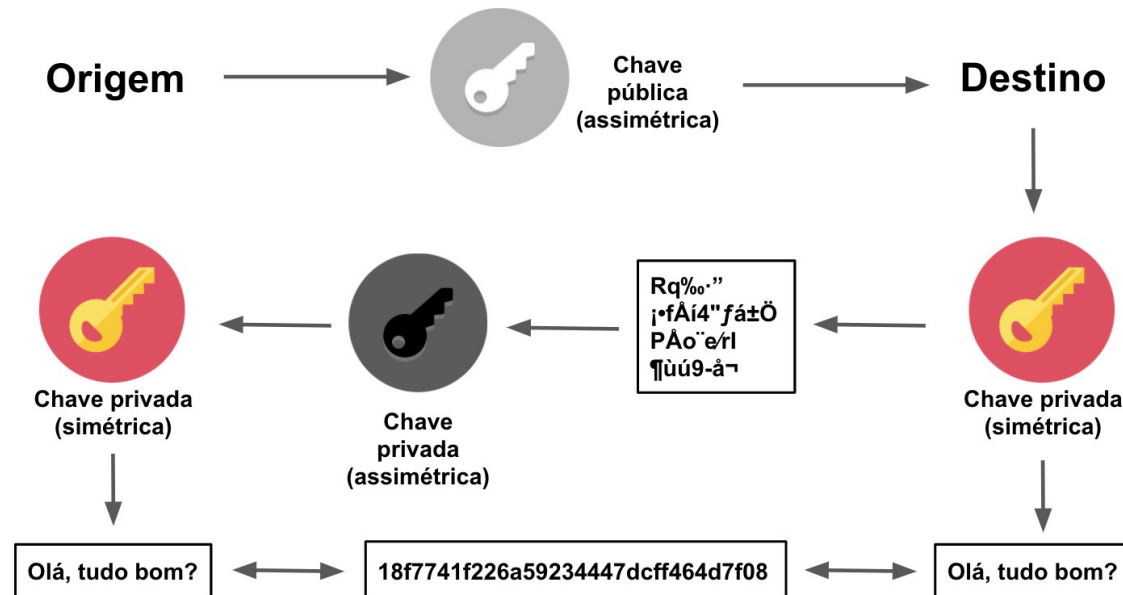 Origem
Chave
pública
(assimétrica)
Destino
Rq‰·”
¡•fÅí4"ƒá±Ö
PÅo¨e⁄rl
¶ùú9-å¬
Chave privada
(simétrica)
Chave
privada
(assimétrica)
Chave privada
(simétrica)
Olá, tudo bom?
18f7741f226a59234447dcff464d7f08
Olá, tudo bom?